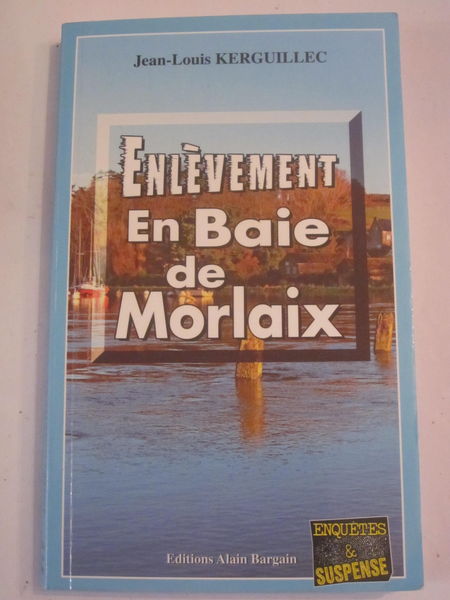 Jean-Louis KERGUILLEC
ENLÈVEMENT
En Baie
de
Morlaix
Editions Alain Bargain
ENQUÊTES
&
SUSPENSE